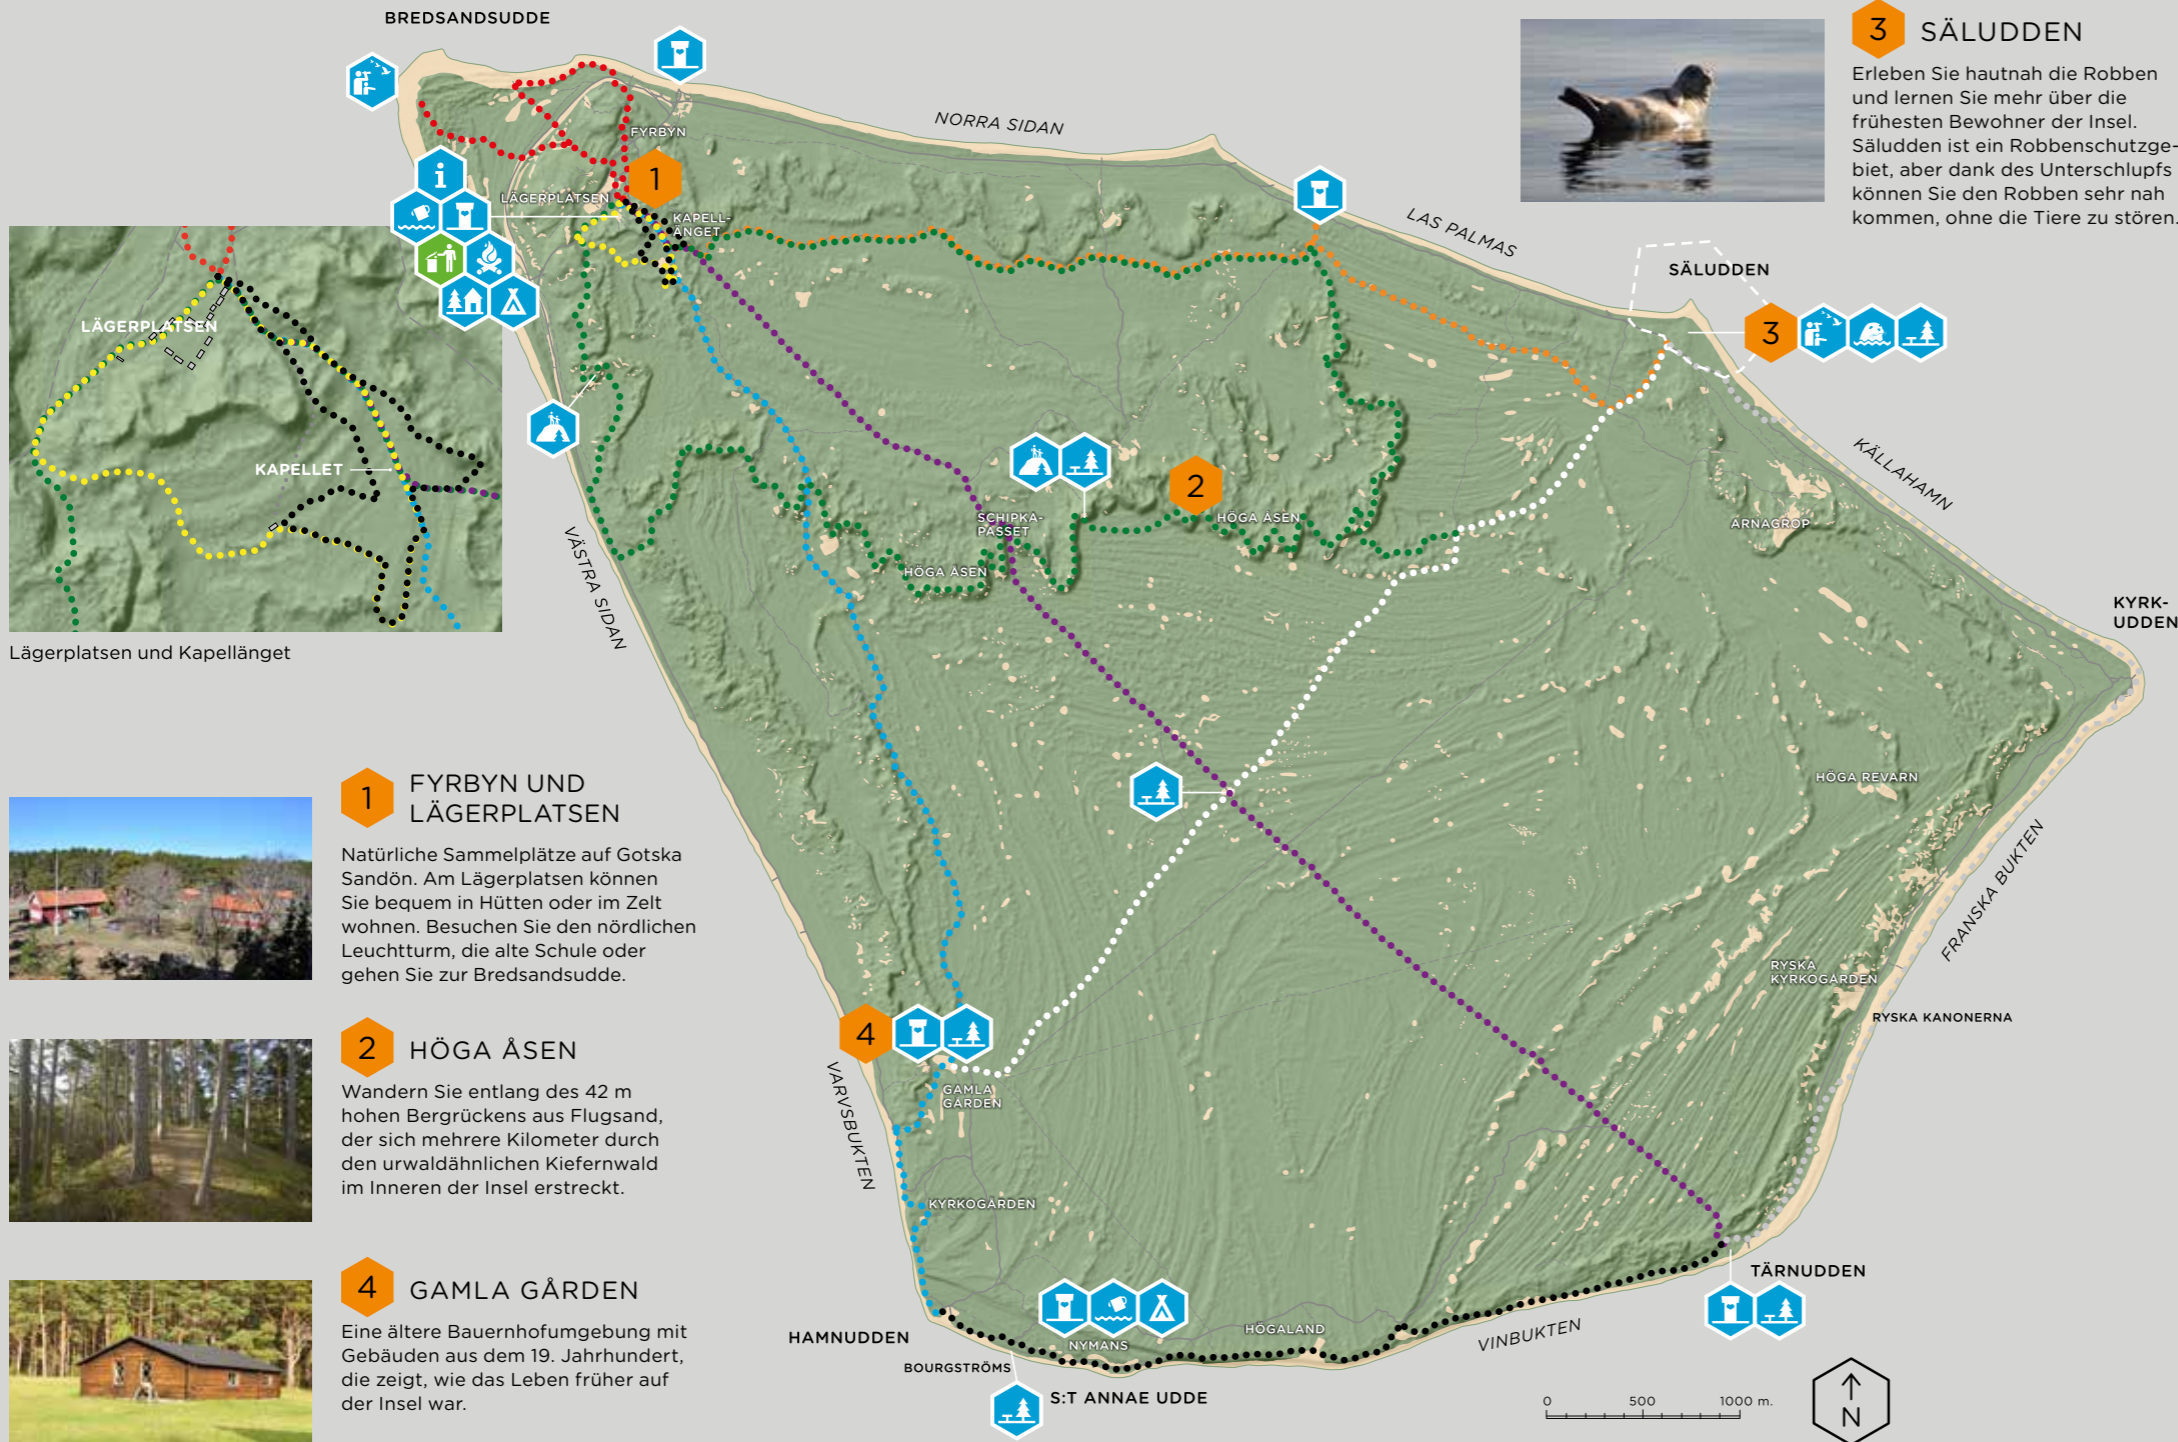 BREDSANDSUDDE
NORRA SIDAN
FYRBYN
1
LÄGERPLATSEN
KAPELL-
ÄNGET
LAS PALMAS
3
SÄLUDDEN
Erleben Sie hautnah die Robben
und lernen Sie mehr über die
frühesten Bewohner der Insel.
Säludden ist ein Robbenschutzge-
biet, aber dank des Unterschlupfs
können Sie den Robben sehr nah
kommen, ohne die Tiere zu stören.
SÄLUDDEN
3
LÄGERPLATSEN
KAPELLET
Lägerplatsen und Kapellänget
KÄLLAHAMN
2
SCHIPKA-
PASSET
HÖGA ÅSEN
HÖGA ÅSEN
ARNAGROP
VÄSTRA SIDAN
KYRK-
UDDEN
HÖGA REVARN
FRANSKA BUKTEN
RYSKA
KYRKOGÅRDEN
RYSKA KANONERNA
1
FYRBYN UND
LÄGERPLATSEN
Natürliche Sammelplätze auf Gotska
Sandön. Am Lägerplatsen können
Sie bequem in Hütten oder im Zelt
wohnen. Besuchen Sie den nördlichen
Leuchtturm, die alte Schule oder
gehen Sie zur Bredsandsudde.
2
HÖGA ÅSEN
Wandern Sie entlang des 42 m
hohen Bergrückens aus Flugsand,
der sich mehrere Kilometer durch
den urwaldähnlichen Kiefernwald
im Inneren der Insel erstreckt.
4
GAMLA GÅRDEN
Eine ältere Bauernhofumgebung mit
Gebäuden aus dem 19. Jahrhundert,
die zeigt, wie das Leben früher auf
der Insel war.
4
GAMLA
GÅRDEN
VARVSBUKTEN
KYRKOGÅRDEN
HAMNUDDEN
BOURGSTRÖMS
NYMANS
S:T ANNAE UDDE
HÖGALAND
VINBUKTEN
TÄRNUDDEN
0 500 1000 m.
N